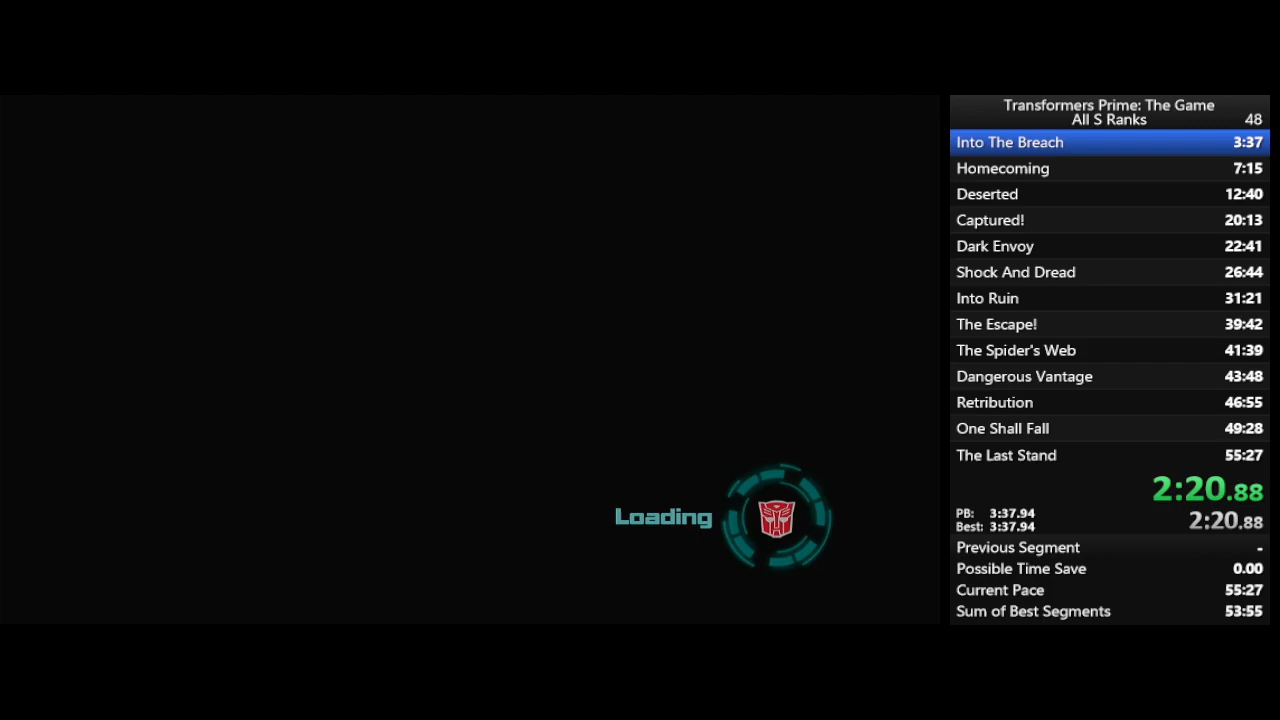 Loading
Transformers Prime: The Game
All S Ranks 48
Into The Breach 3:37
Homecoming 7:15
Deserted 12:40
Captured! 20:13
Dark Envoy 22:41
Shock And Dread 26:44
Into Ruin 31:21
The Escape! 39:42
The Spider's Web 41:39
Dangerous Vantage 43:48
Retribution 46:55
One Shall Fall 49:28
The Last Stand 55:27
2:20.88
PB: 3:37.94
Best: 3:37.94
2:20.88
Previous Segment -
Possible Time Save 0.00
Current Pace 55:27
Sum of Best Segments 53:55